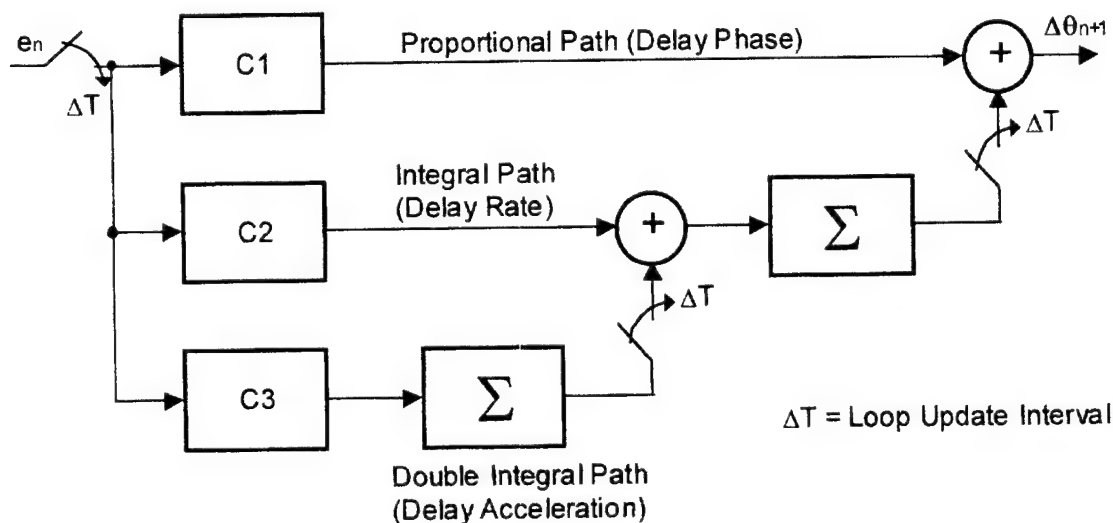 eₙ
ΔT
C1
Proportional Path (Delay Phase)
+
Δθₙ₊₁
ΔT
C2
Integral Path
(Delay Rate)
+
Σ
ΔT
C3
Σ
Double Integral Path
(Delay Acceleration)
ΔT = Loop Update Interval